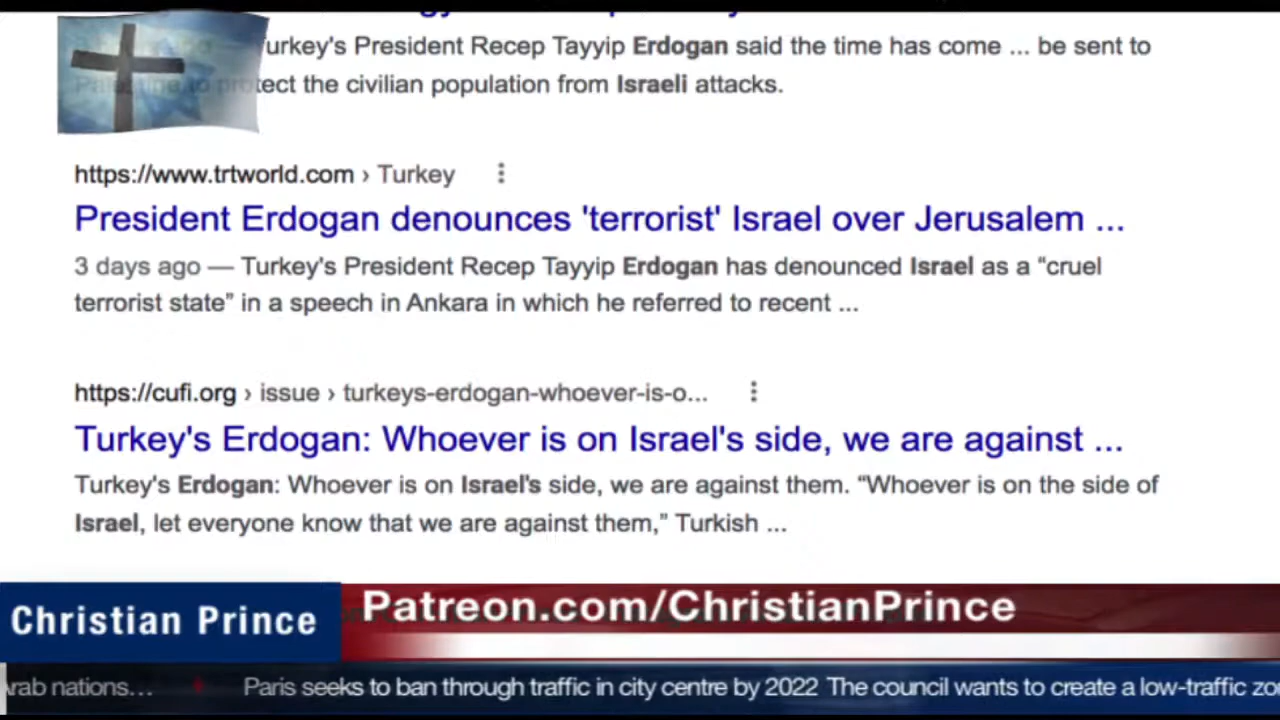 urkey's President Recep Tayyip Erdogan said the time has come ... be sent to
Palestine to protect the civilian population from Israeli attacks.
https://www.trtworld.com › Turkey
President Erdogan denounces 'terrorist' Israel over Jerusalem ...
3 days ago — Turkey's President Recep Tayyip Erdogan has denounced Israel as a “cruel
terrorist state” in a speech in Ankara in which he referred to recent ...
https://cufi.org › issue › turkeys-erdogan-whoever-is-o...
Turkey's Erdogan: Whoever is on Israel's side, we are against ...
Turkey's Erdogan: Whoever is on Israel's side, we are against them. “Whoever is on the side of
Israel, let everyone know that we are against them,” Turkish ...
Christian Prince
Patreon.com/ChristianPrince
rab nations... Paris seeks to ban through traffic in city centre by 2022 The council wants to create a low-traffic zo